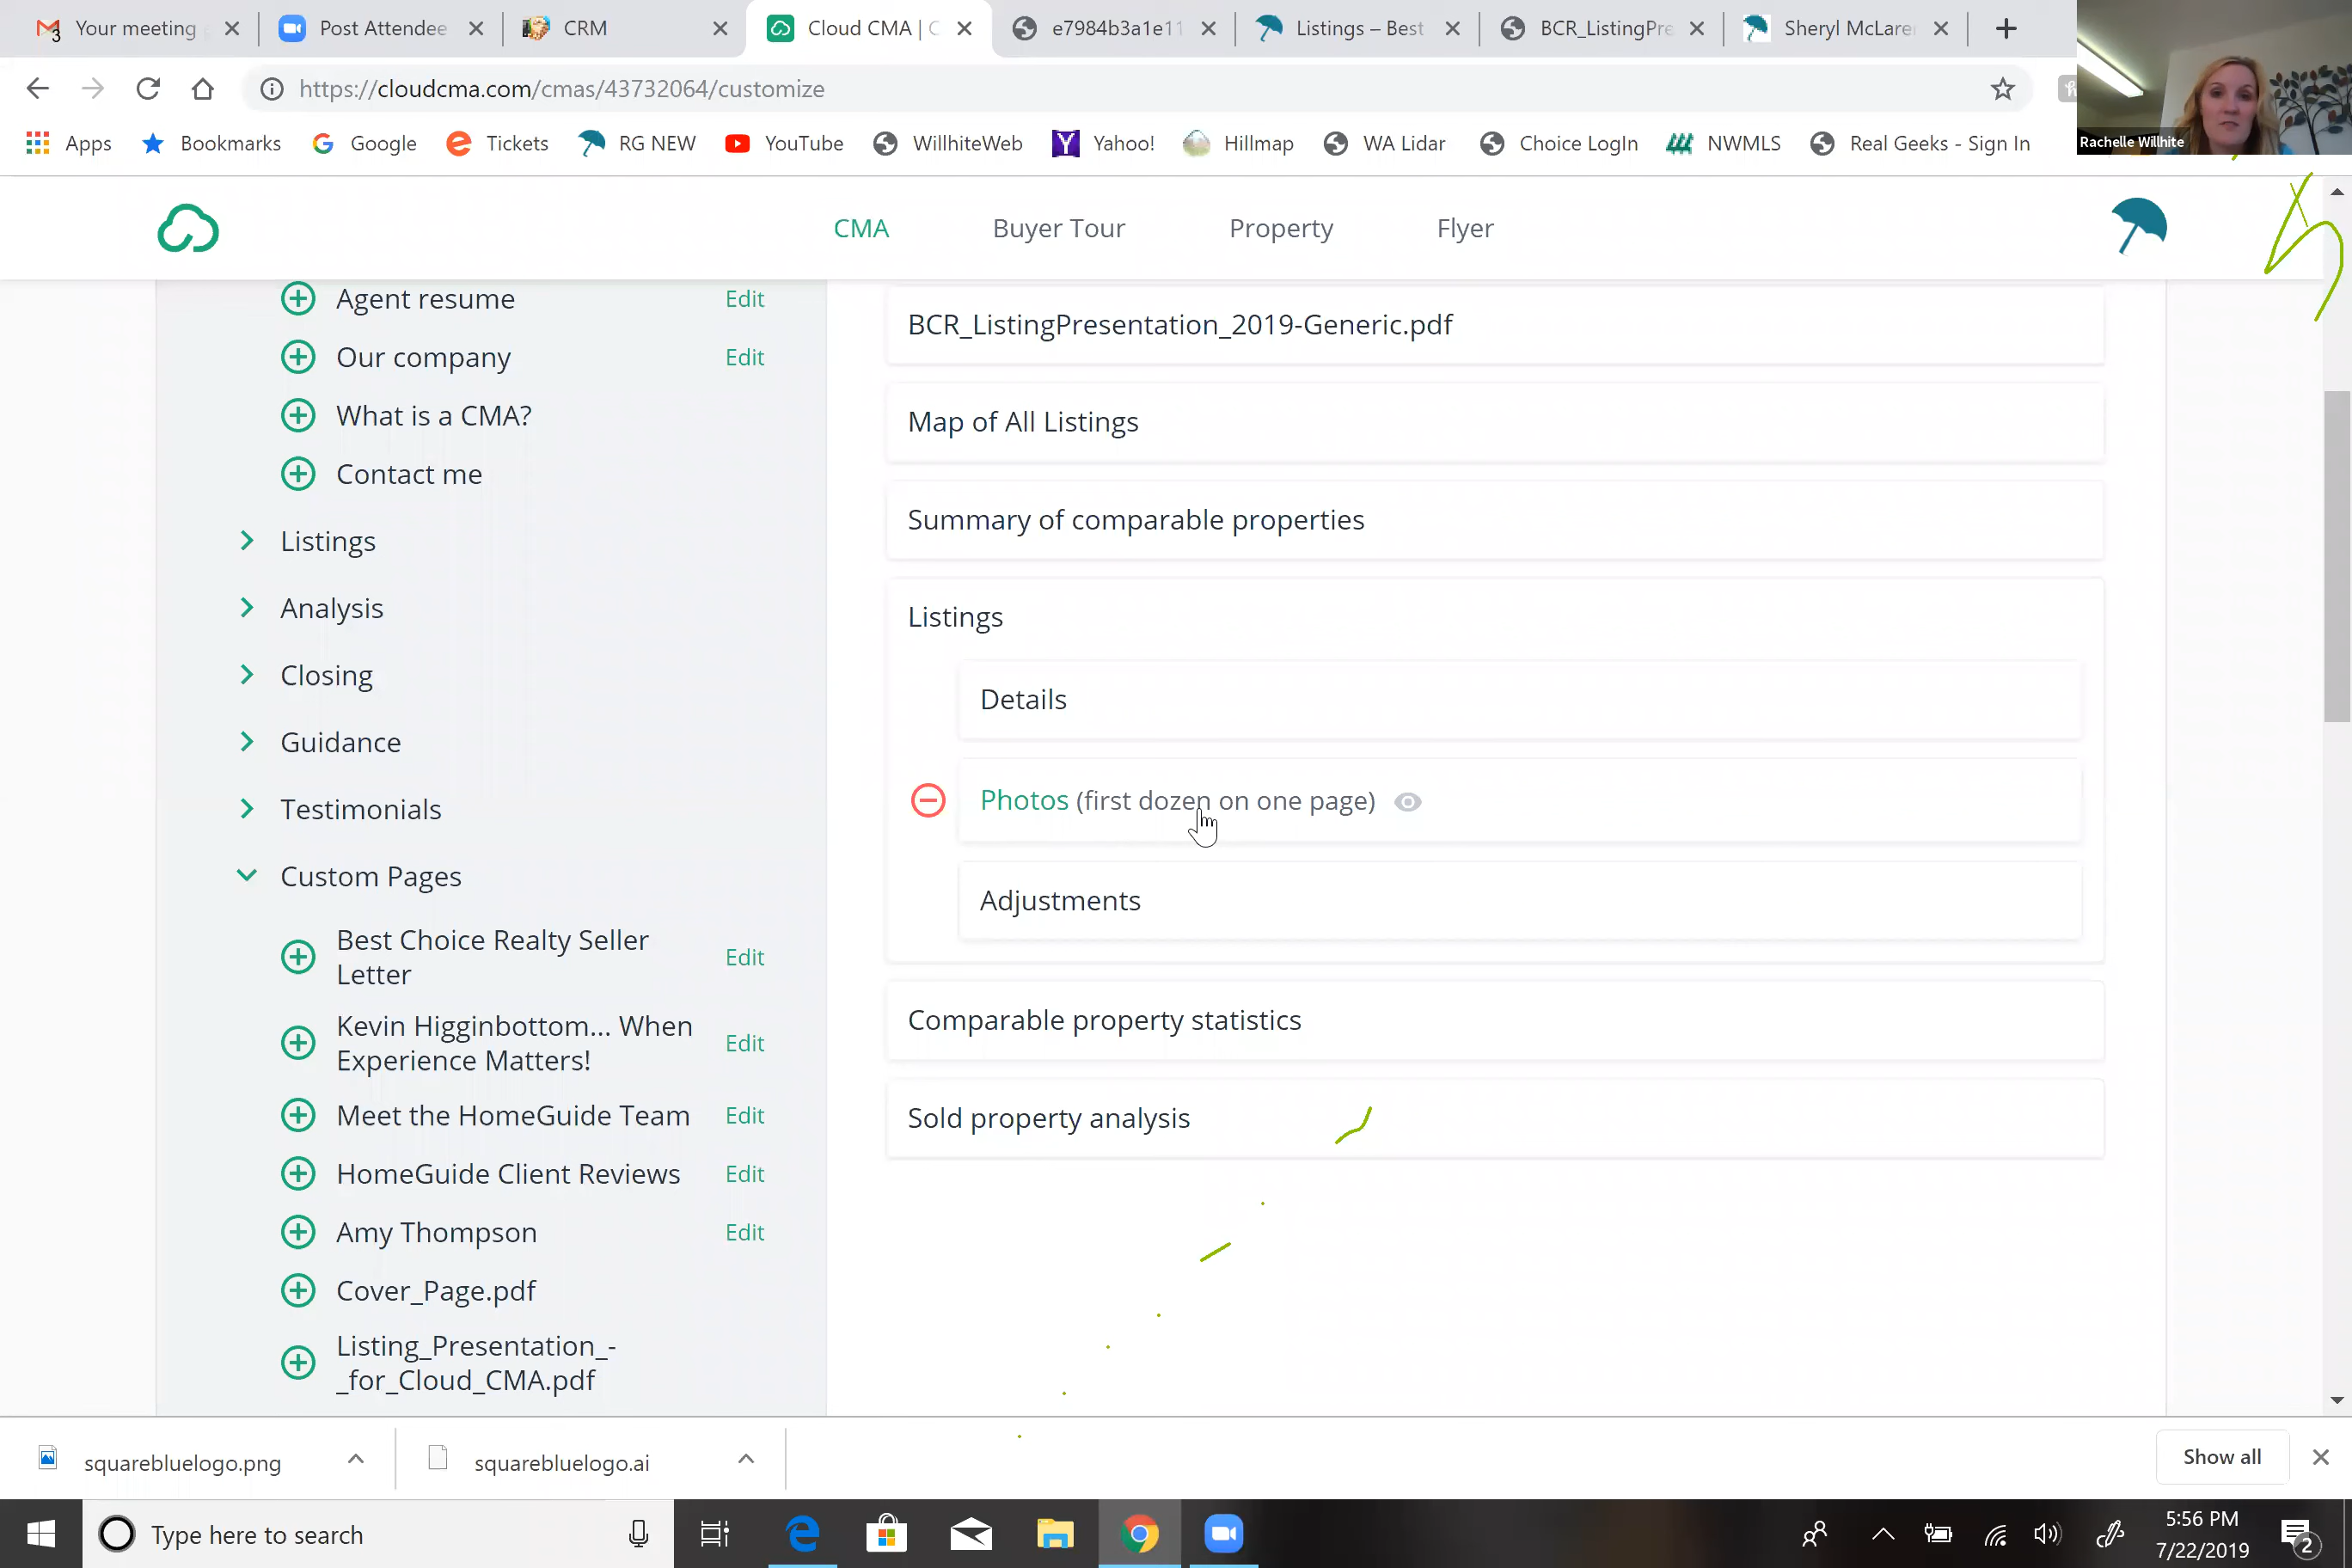 Your meeting
Post Attendee
CRM
Cloud CMA | C
e7984b3a1e11
Listings – Best
BCR_ListingPre
Sheryl McLare
https://cloudcma.com/cmas/43732064/customize
Apps
Bookmarks
Google
Tickets
RG NEW
YouTube
WillhiteWeb
Yahoo!
Hillmap
WA Lidar
Choice LogIn
NWMLS
Real Geeks - Sign In
Rachelle Willhite
CMA
Buyer Tour
Property
Flyer
Agent resume
Edit
Our company
Edit
What is a CMA?
Contact me
Listings
Analysis
Closing
Guidance
Testimonials
Custom Pages
Best Choice Realty Seller
Letter
Edit
Kevin Higginbottom... When
Experience Matters!
Edit
Meet the HomeGuide Team
Edit
HomeGuide Client Reviews
Edit
Amy Thompson
Edit
Cover_Page.pdf
Listing_Presentation_-
_for_Cloud_CMA.pdf
BCR_ListingPresentation_2019-Generic.pdf
Map of All Listings
Summary of comparable properties
Listings
Details
Photos (first dozen on one page)
Adjustments
Comparable property statistics
Sold property analysis
squarebluelogo.png
squarebluelogo.ai
Show all
Type here to search
5:56 PM
7/22/2019
2